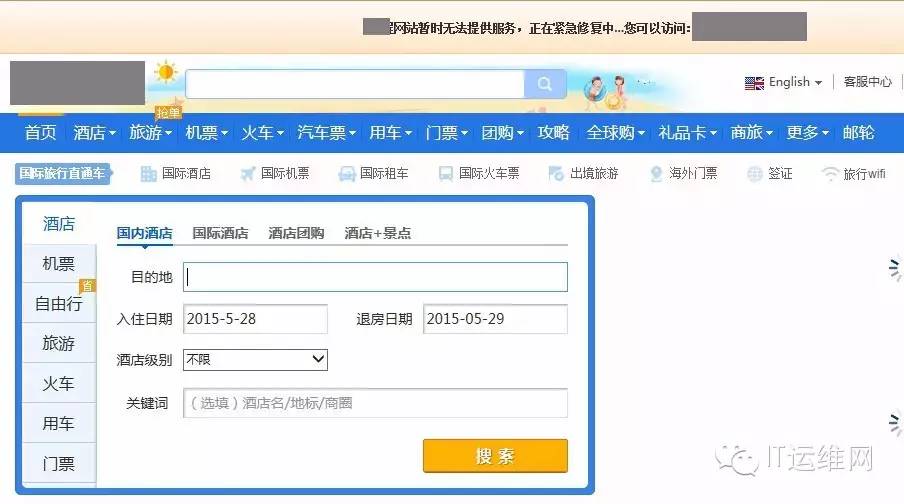 程网站暂时无法提供服务，正在紧急修复中...您可以访问:
English 客服中心
抢单
首页 酒店 旅游 机票 火车 汽车票 用车 门票 团购 攻略 全球购 礼品卡 商旅 更多 邮轮
国际旅行直通车 国际酒店 国际机票 国际租车 国际火车票 出境旅游 海外门票 签证 旅行wifi
酒店
机票
省
自由行
旅游
火车
用车
门票
国内酒店 国际酒店 酒店团购 酒店+景点
目的地
入住日期 2015-5-28 退房日期 2015-05-29
酒店级别 不限
关键词 (选填)酒店名/地标/商圈
搜索
IT运维网